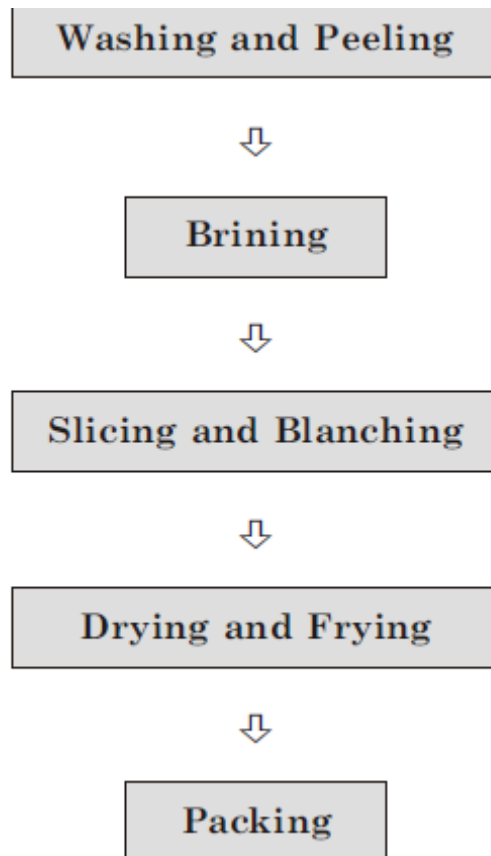 Washing and Peeling
Brining
Slicing and Blanching
Drying and Frying
Packing